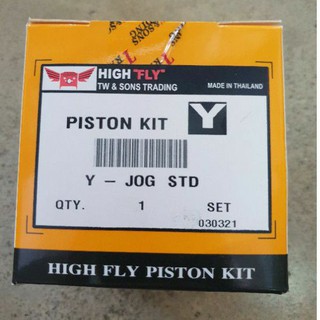 HIGH "FLY"
TW & SONS TRADING
MADE IN THAILAND
PISTON KIT Y
Y - JOG STD
QTY. 1 SET
030321
HIGH FLY PISTON KIT